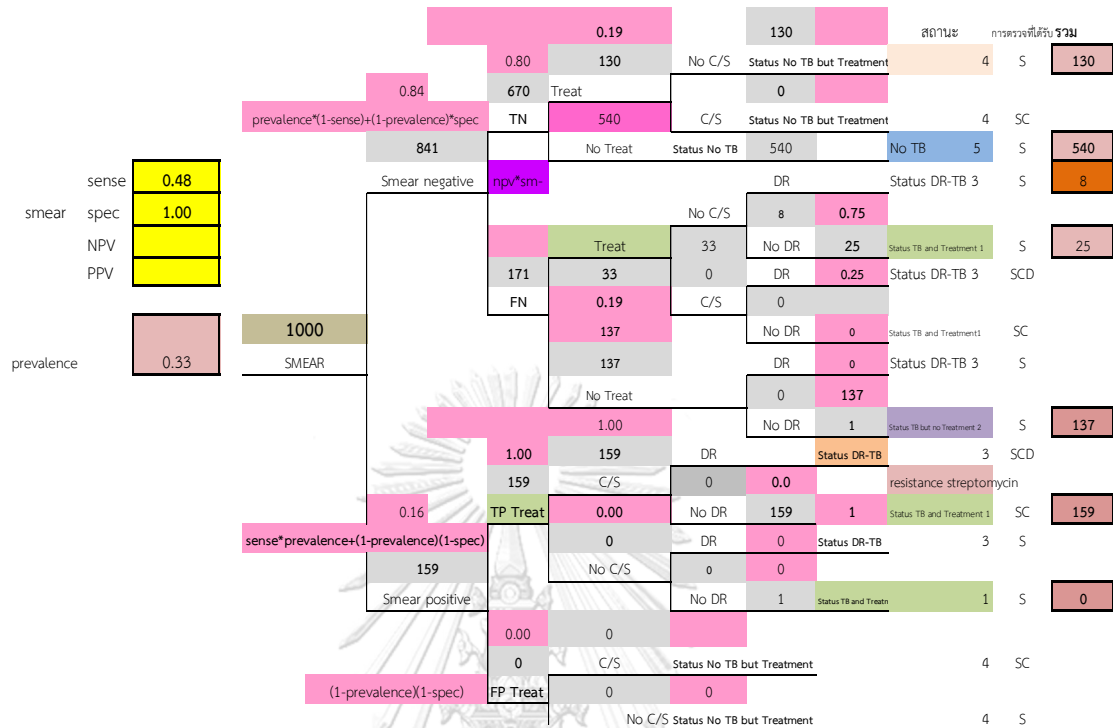 0.19 130 สถานะ การตรวจที่ได้รับ รวม
0.80 130 No C/S Status No TB but Treatment 4 S 130
0.84 670 Treat 0
prevalence*(1-sense)+(1-prevalence)*spec TN 540 C/S Status No TB but Treatment 4 SC
841 No Treat Status No TB 540 No TB 5 S 540
sense 0.48 Smear negative npv*sm- DR Status DR-TB 3 S 8
smear spec 1.00 No C/S 8 0.75
NPV Treat 33 No DR 25 Status TB and Treatment 1 S 25
PPV 171 33 0 DR 0.25 Status DR-TB 3 SCD
FN 0.19 C/S 0
1000 137 No DR 0 Status TB and Treatment1 SC
prevalence 0.33 SMEAR 137 DR 0 Status DR-TB 3 S
No Treat 0 137
1.00 No DR 1 Status TB but no Treatment 2 S 137
1.00 159 DR Status DR-TB 3 SCD
159 C/S 0 0.0 resistance streptomycin
0.16 TP Treat 0.00 No DR 159 1 Status TB and Treatment 1 SC 159
sense*prevalence+(1-prevalence)(1-spec) 0 DR 0 Status DR-TB 3 S
159 No C/S 0 0
Smear positive No DR 1 Status TB and Treatn 1 S 0
0.00 0
0 C/S Status No TB but Treatment 4 SC
(1-prevalence)(1-spec) FP Treat 0 0
No C/S Status No TB but Treatment 4 S